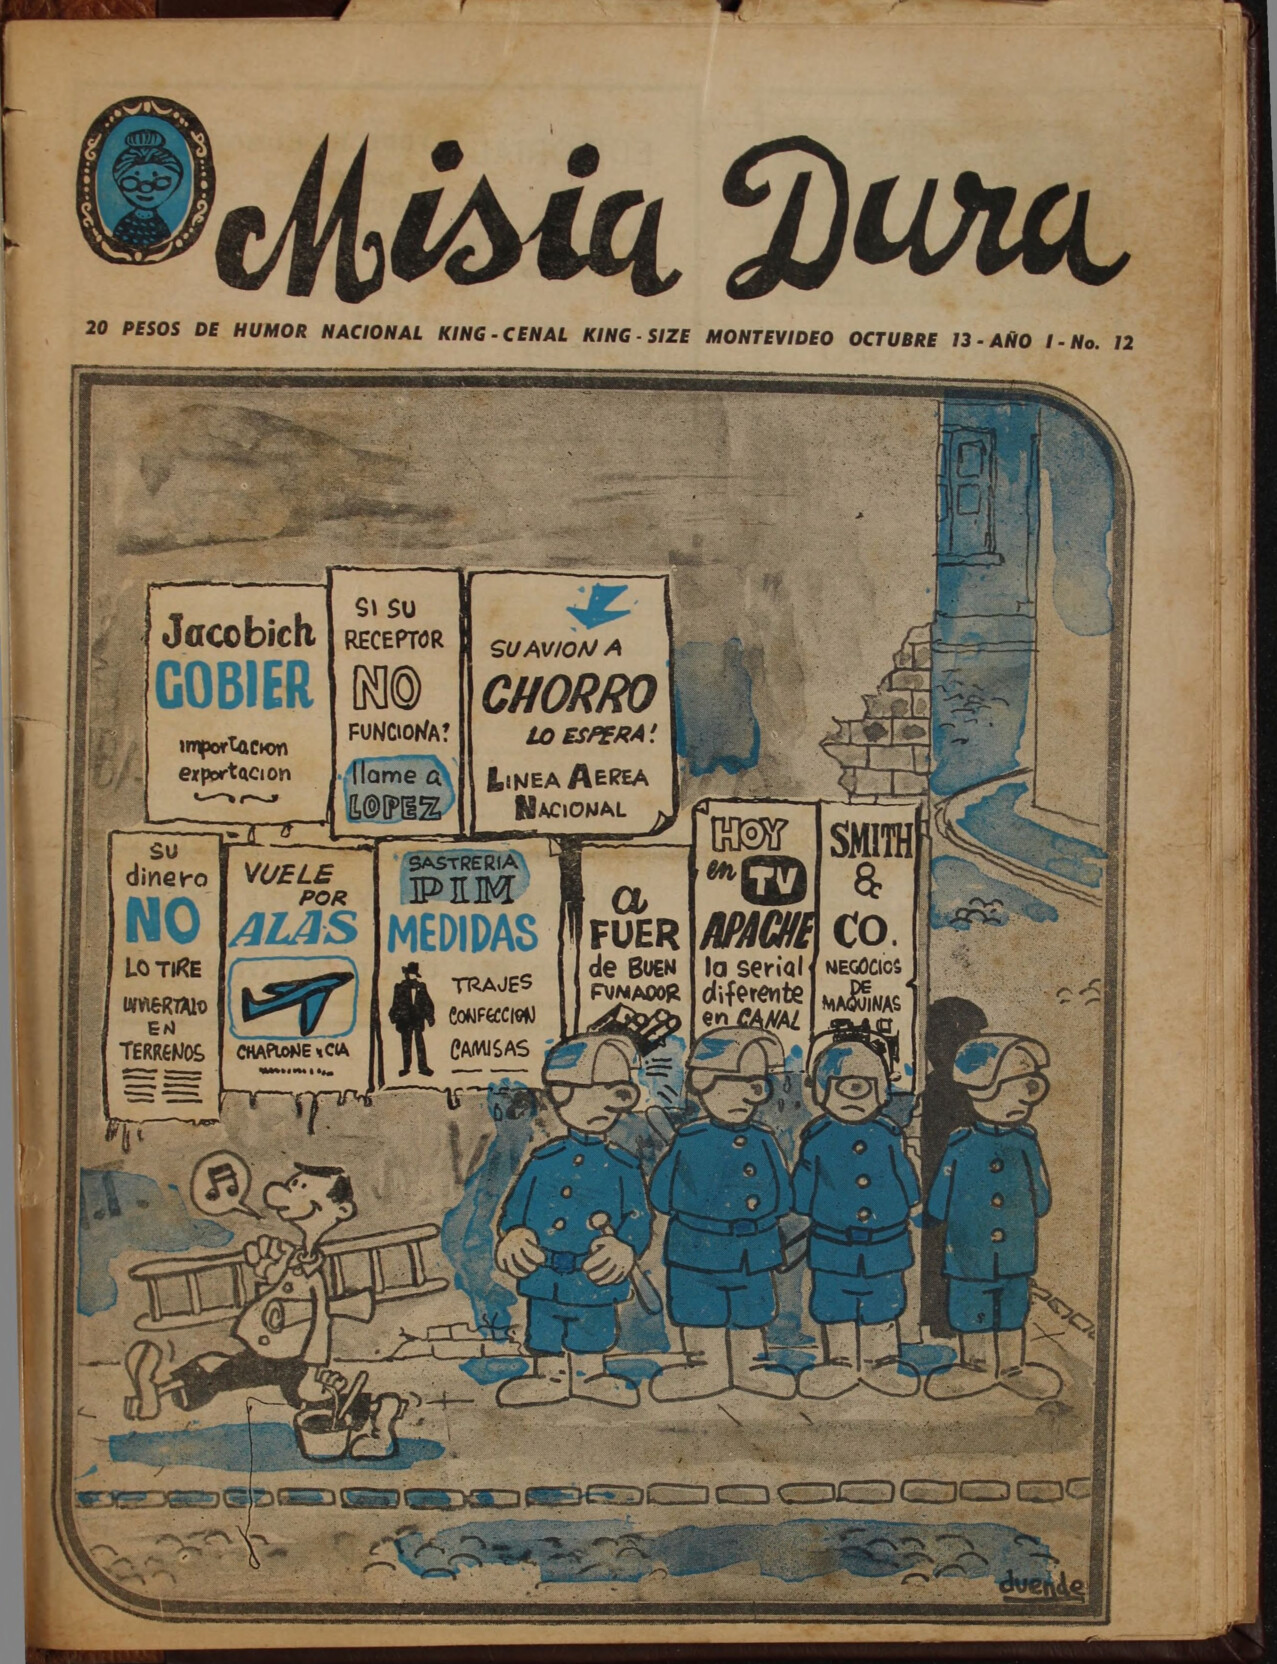 Misia Dura
20 PESOS DE HUMOR NACIONAL KING-CENAL KING-SIZE MONTEVIDEO OCTUBRE 13-AÑO I-No. 12
Jacobich
GOBIER
importacion
exportacion
SI SU
RECEPTOR
NO
FUNCIONA?
llame a
LOPEZ
SU AVION A
CHORRO
LO ESPERA!
LINEA AEREA
NACIONAL
SU
dinero
NO
LO TIRE
INVIERTALO
EN
TERRENOS
VUELE
POR
ALAS
CHAPLONE Y CIA
SASTRERIA
PIM
MEDIDAS
TRAJES
CONFECCION
CAMISAS
a
FUER
de BUEN
FUMADOR
HOY
en TV
APACHE
la serial
diferente
en CANAL
SMITH
&
CO.
NEGOCIOS
DE
MAQUINAS
duende